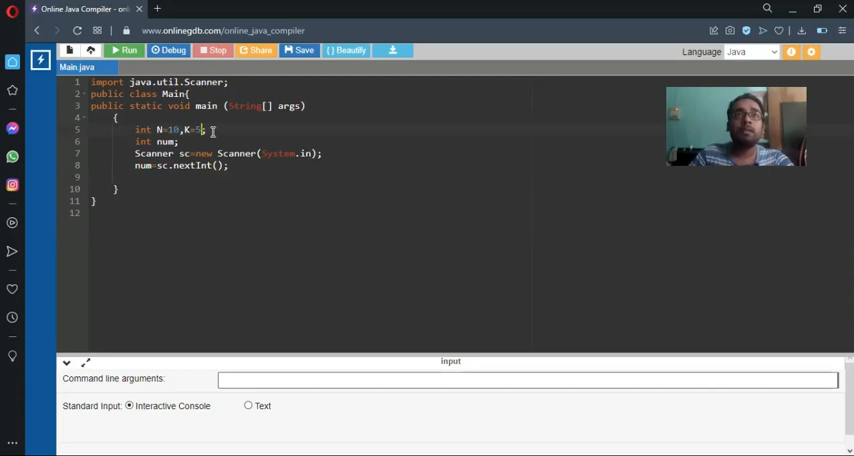 Online Java Compiler - onl
www.onlinegdb.com/online_java_compiler
Run
Debug
Stop
Share
Save
{ } Beautify
Language
Java
Main.java
1 import java.util.Scanner;
2 public class Main{
3 public static void main (String[] args)
4 {
5 int N=10,K=5;
6 int num;
7 Scanner sc=new Scanner(System.in);
8 num=sc.nextInt();
9
10 }
11 }
12
input
Command line arguments:
Standard Input: Interactive Console Text